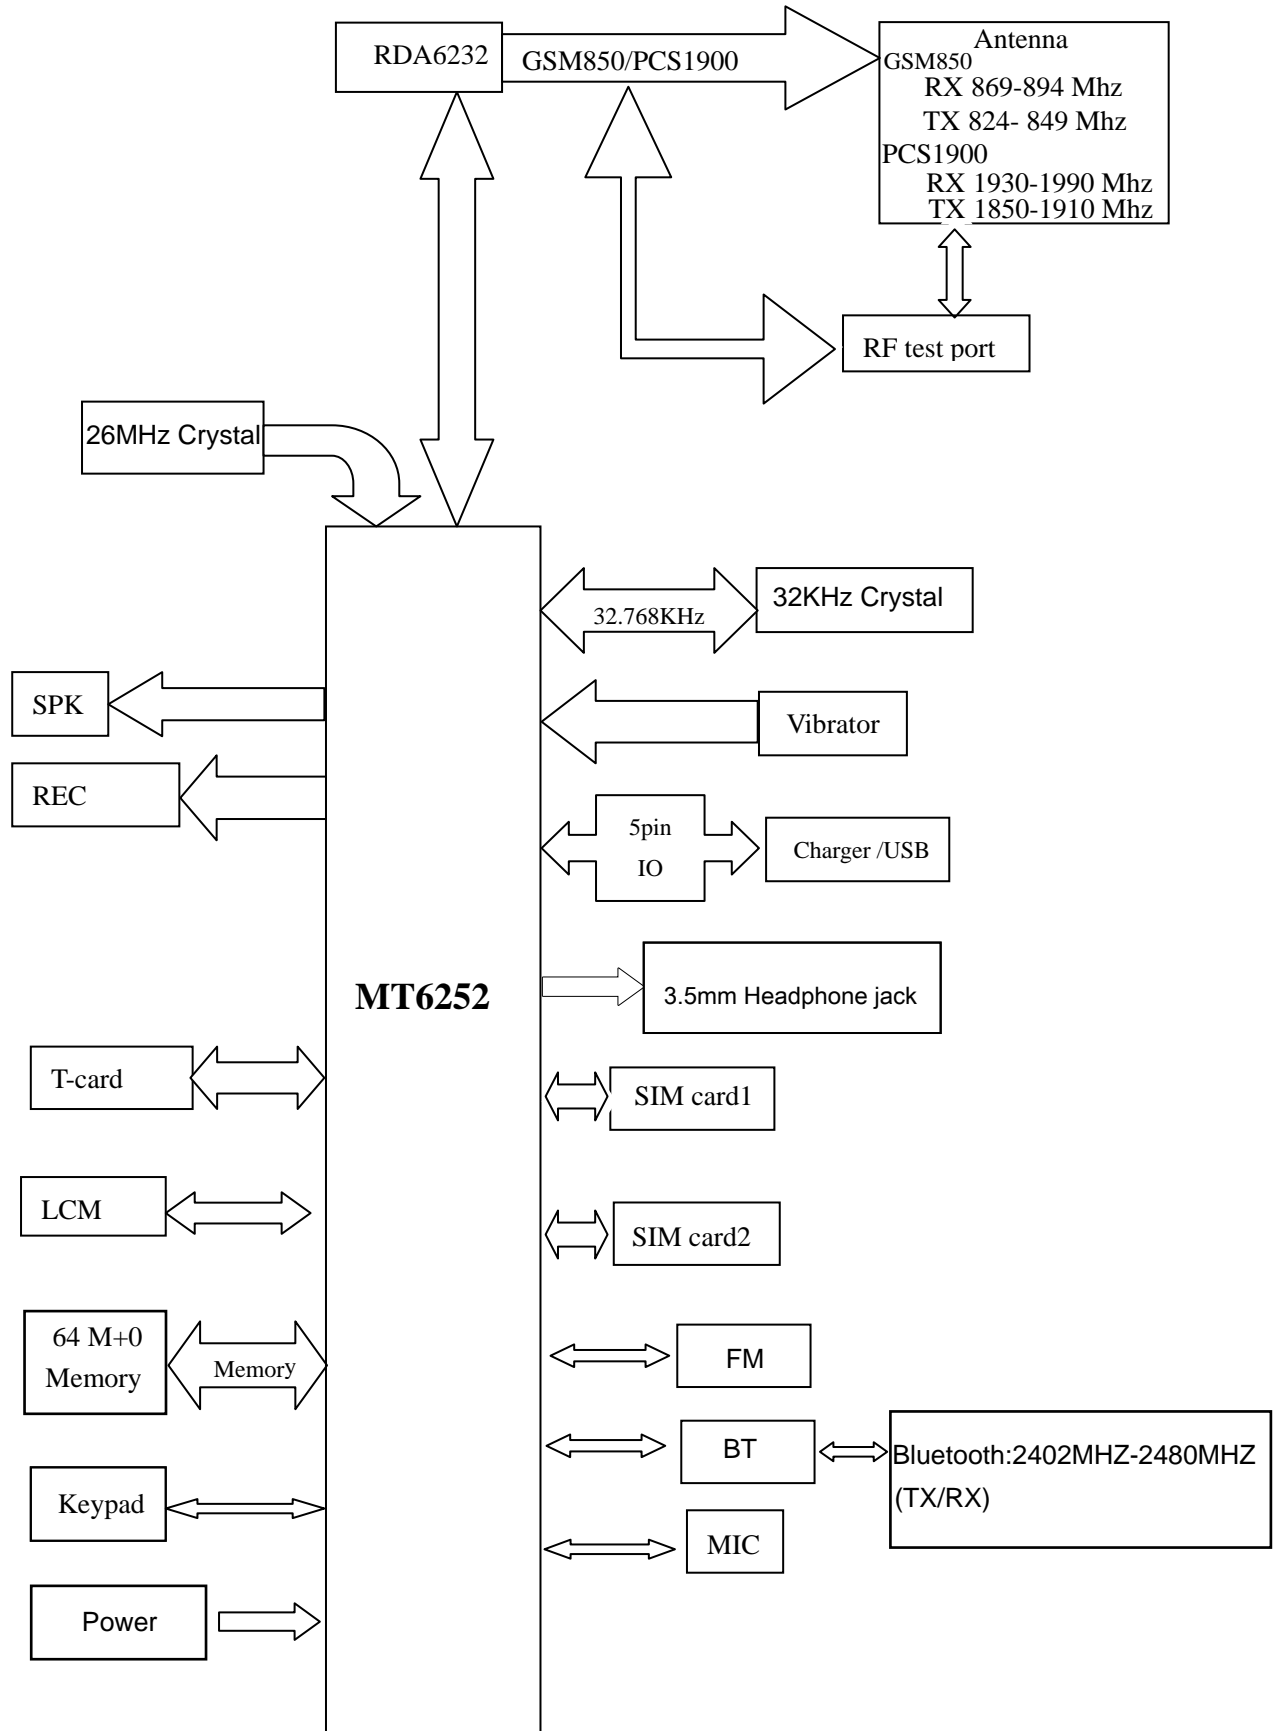 RDA6232
GSM850/PCS1900
Antenna
GSM850
RX 869-894 Mhz
TX 824- 849 Mhz
PCS1900
RX 1930-1990 Mhz
TX 1850-1910 Mhz
RF test port
26MHz Crystal
32.768KHz
32KHz Crystal
SPK
Vibrator
REC
5pin
IO
Charger /USB
MT6252
3.5mm Headphone jack
T-card
SIM card1
LCM
SIM card2
64 M+0
Memory
Memory
FM
BT
Bluetooth:2402MHZ-2480MHZ
(TX/RX)
Keypad
MIC
Power